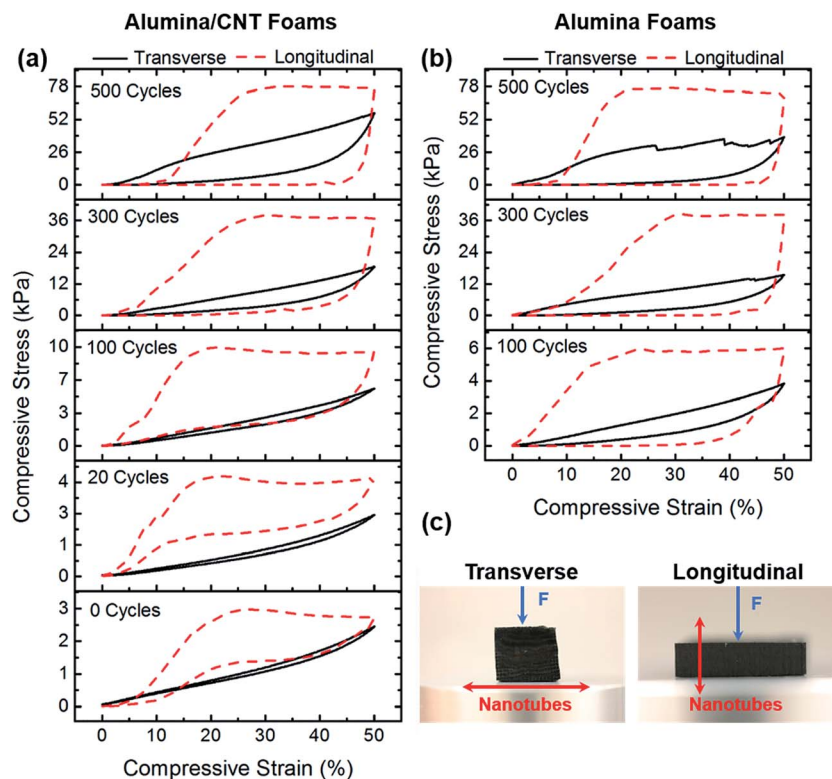 Alumina/CNT Foams
(a)
Transverse Longitudinal
500 Cycles
78
52
26
0
300 Cycles
36
24
12
0
100 Cycles
10
7
3
0
20 Cycles
4
3
1
0
0 Cycles
3
2
1
0
0 10 20 30 40 50
Compressive Strain (%)
Compressive Stress (kPa)
Alumina Foams
(b)
Transverse Longitudinal
500 Cycles
78
52
26
0
300 Cycles
36
24
12
0
100 Cycles
6
4
2
0
0 10 20 30 40 50
Compressive Strain (%)
Compressive Stress (kPa)
(c)
Transverse
F
Nanotubes
Longitudinal
F
Nanotubes